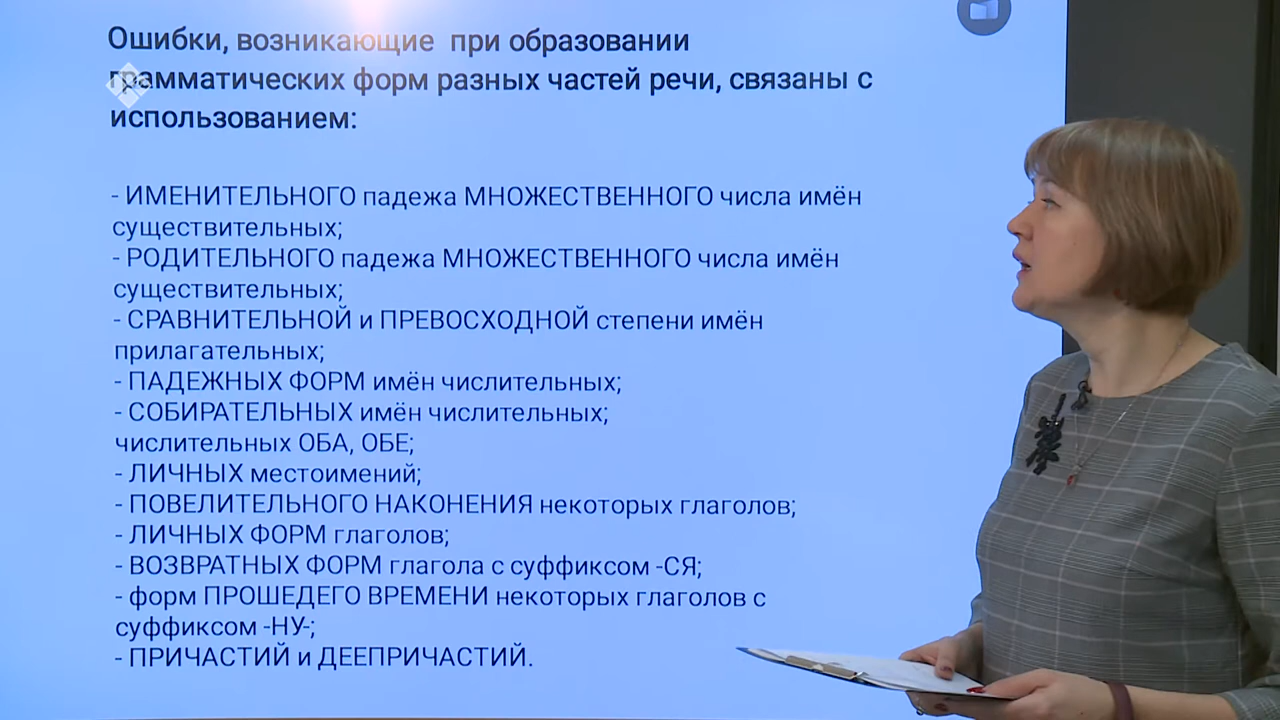 Ошибки, возникающие при образовании
грамматических форм разных частей речи, связаны с
использованием:
- ИМЕНИТЕЛЬНОГО падежа МНОЖЕСТВЕННОГО числа имён
существительных;
- РОДИТЕЛЬНОГО падежа МНОЖЕСТВЕННОГО числа имён
существительных;
- СРАВНИТЕЛЬНОЙ и ПРЕВОСХОДНОЙ степени имён
прилагательных;
- ПАДЕЖНЫХ ФОРМ имён числительных;
- СОБИРАТЕЛЬНЫХ имён числительных;
числительных ОБА, ОБЕ;
- ЛИЧНЫХ местоимений;
- ПОВЕЛИТЕЛЬНОГО НАКОНЕНИЯ некоторых глаголов;
- ЛИЧНЫХ ФОРМ глаголов;
- ВОЗВРАТНЫХ ФОРМ глагола с суффиксом -СЯ;
- форм ПРОШЕДЕГО ВРЕМЕНИ некоторых глаголов с
суффиксом -НУ-;
- ПРИЧАСТИЙ и ДЕЕПРИЧАСТИЙ.